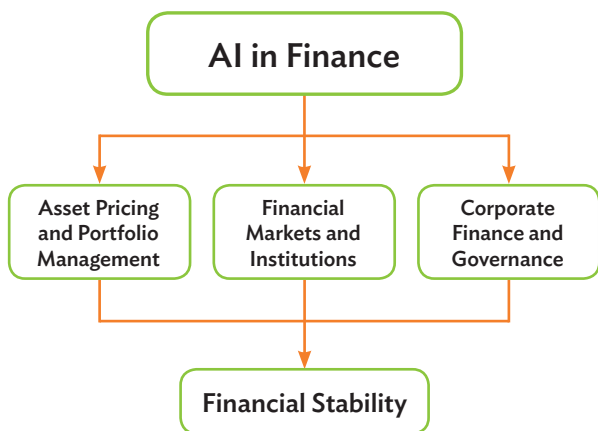 AI in Finance
Asset Pricing
and Portfolio
Management
Financial
Markets and
Institutions
Corporate
Finance and
Governance
Financial Stability